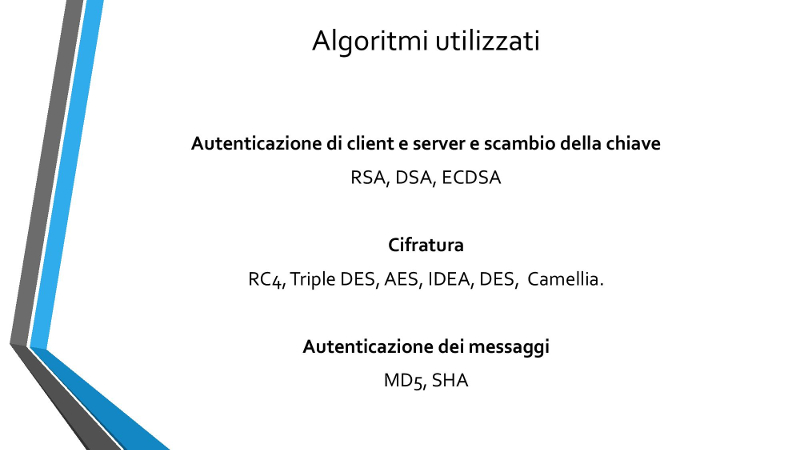 Algoritmi utilizzati
Autenticazione di client e server e scambio della chiave
RSA, DSA, ECDSA
Cifratura
RC4, Triple DES, AES, IDEA, DES, Camellia.
Autenticazione dei messaggi
MD5, SHA